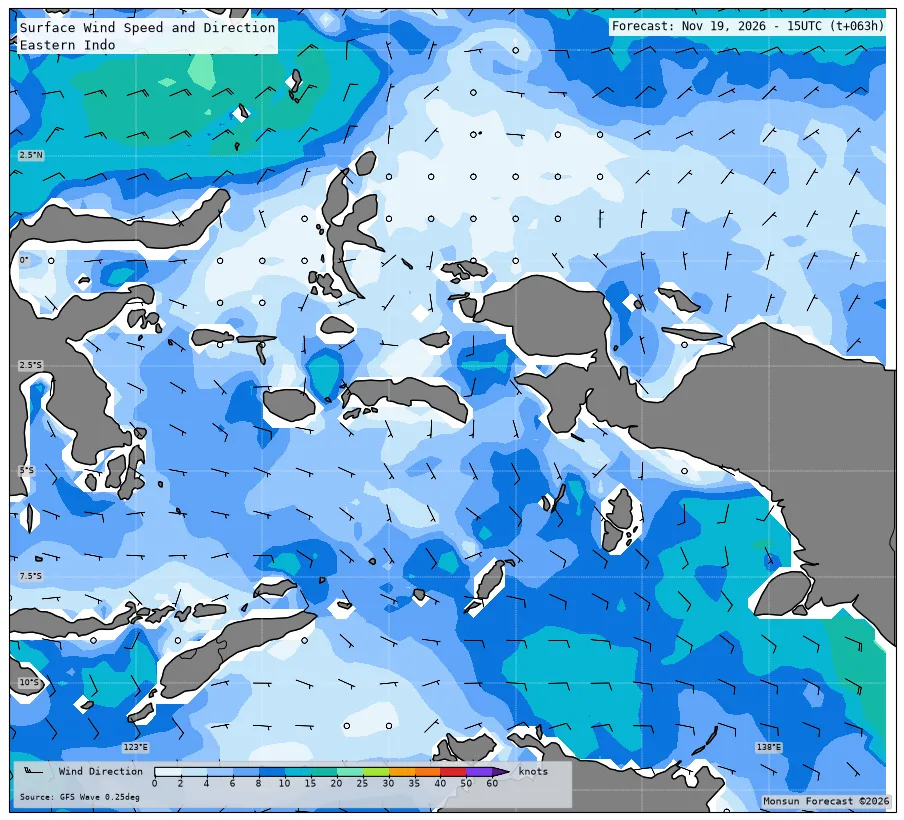 Surface Wind Speed and Direction
Eastern Indo
Forecast: Nov 19, 2026 - 15UTC (t+063h)
2.5°N
0°
2.5°S
5°S
7.5°S
10°S
123°E
138°E
Wind Direction
0 2 4 6 8 10 15 20 25 30 35 40 50 60
knots
Source: GFS Wave 0.25deg
Monsun Forecast ©2026